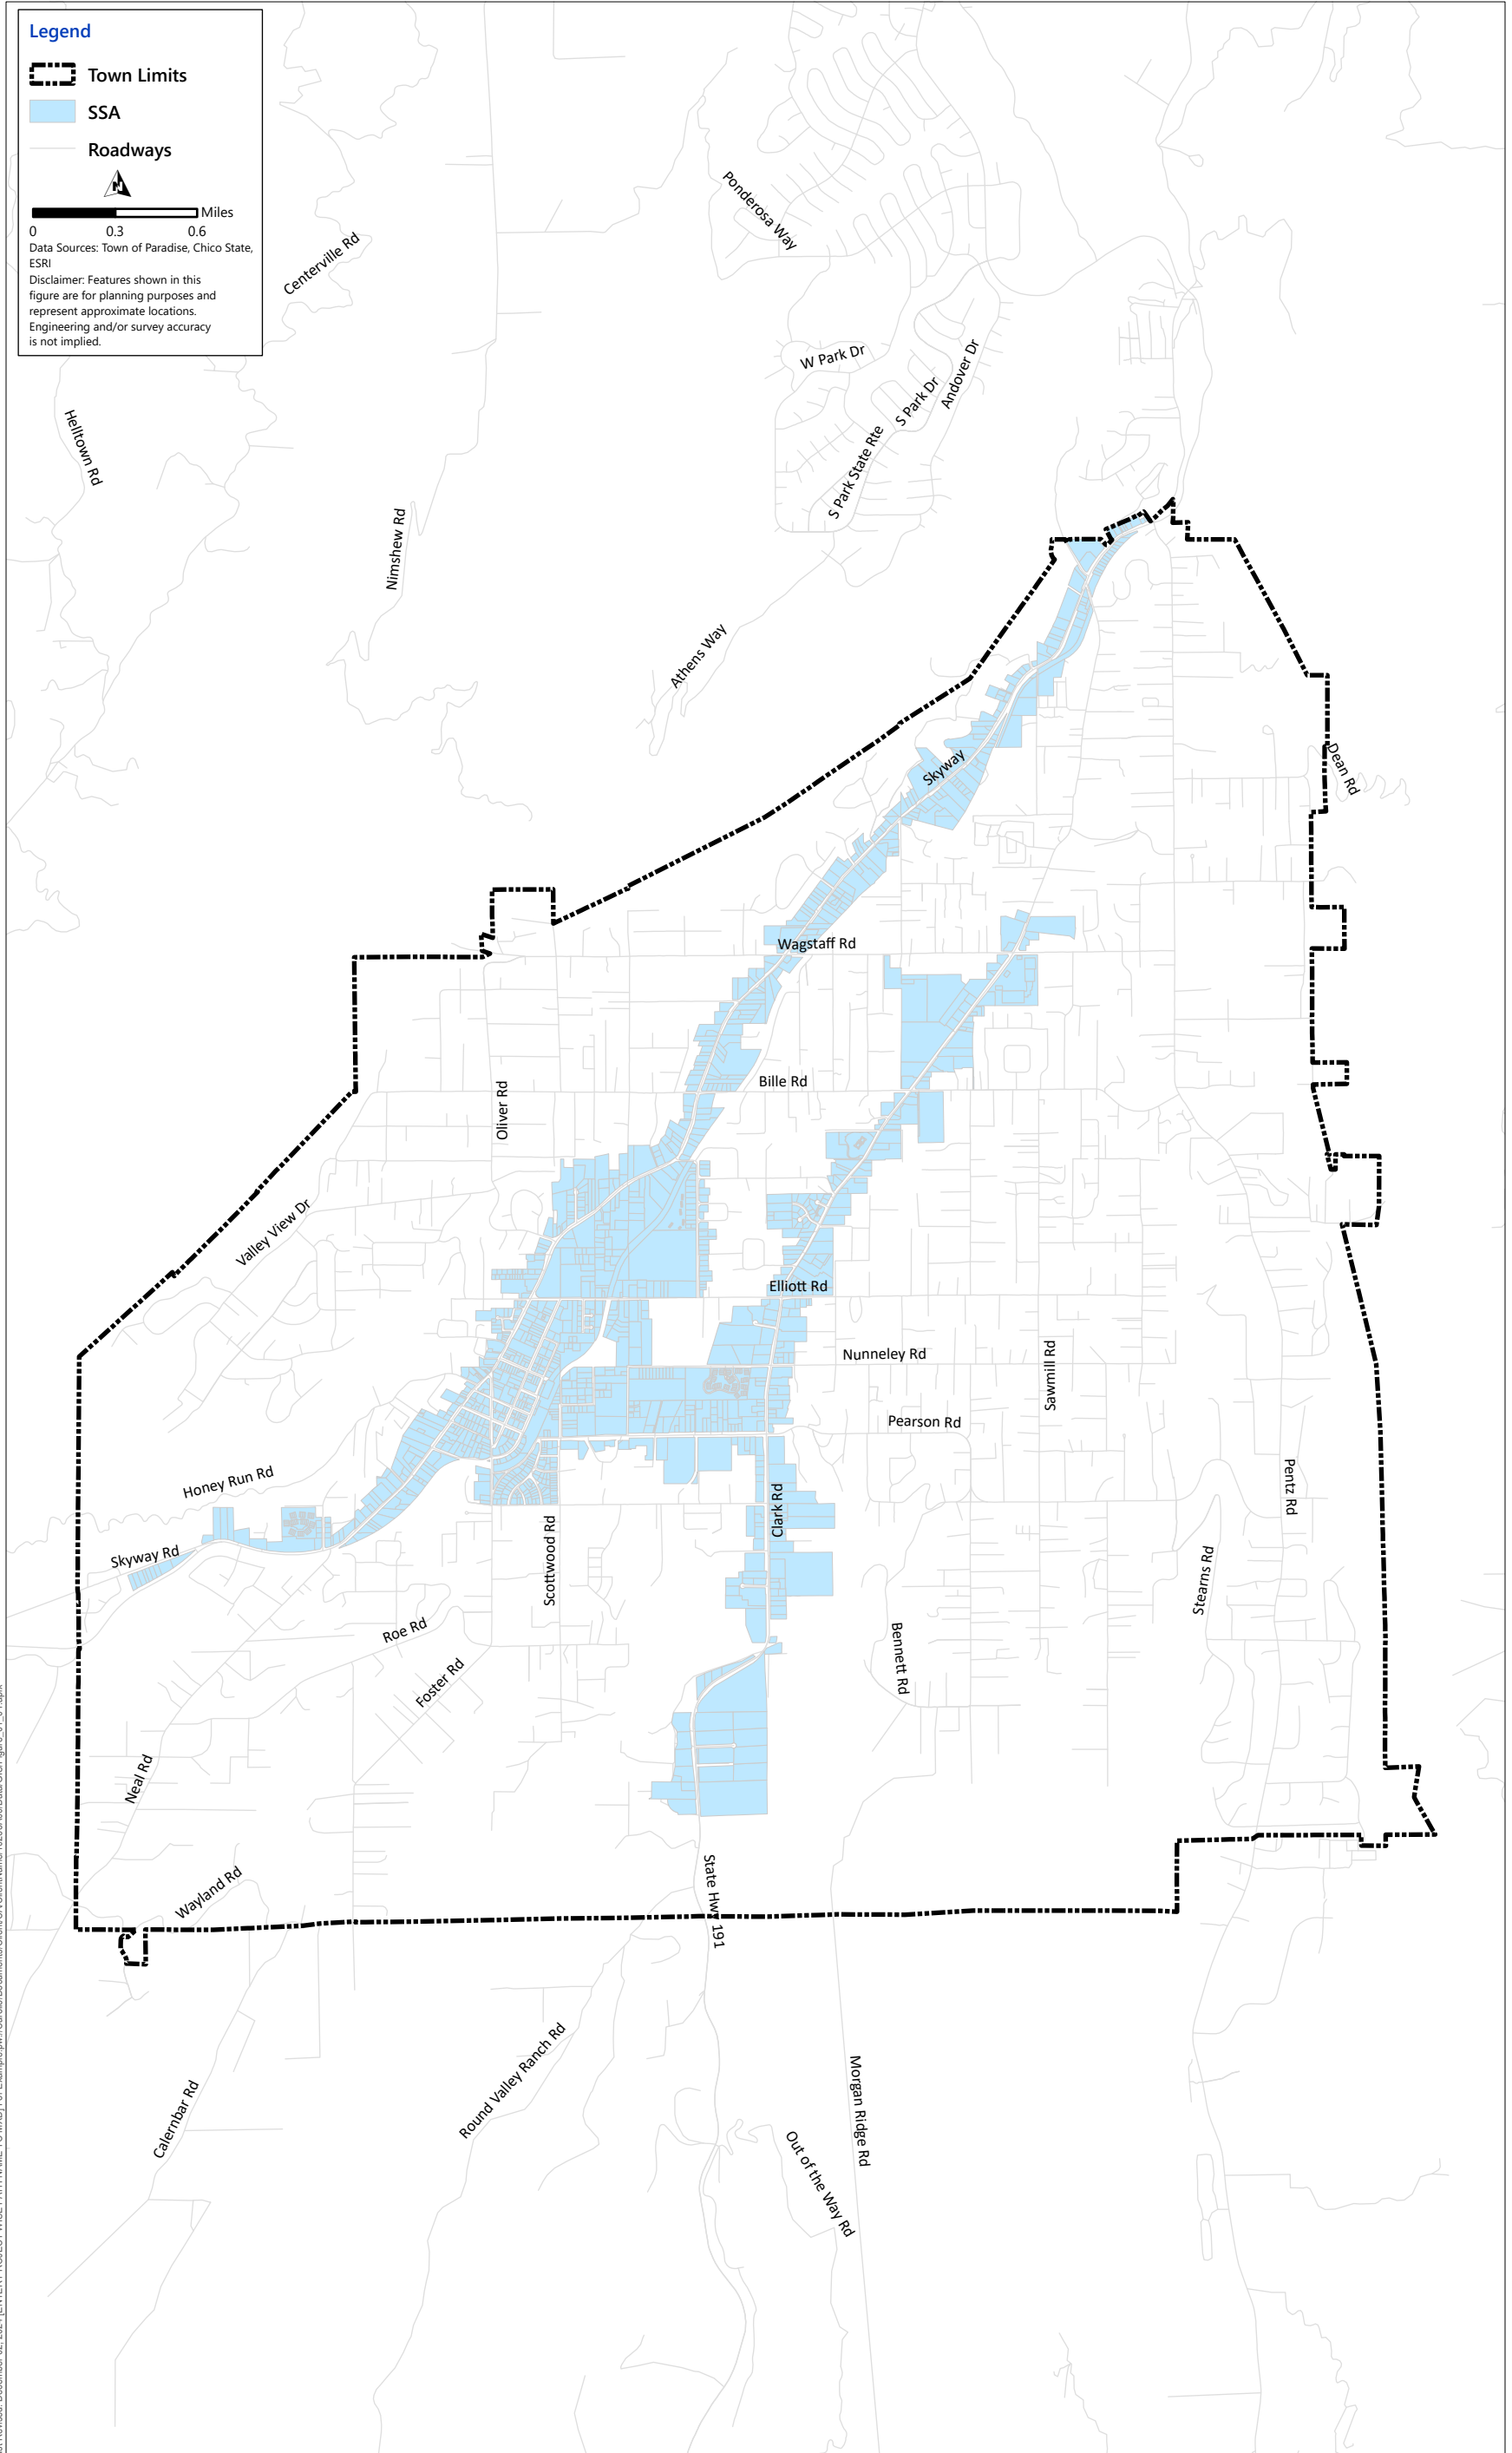 Legend
Town Limits
SSA
Roadways
N
Miles
0 0.3 0.6
Data Sources: Town of Paradise, Chico State,
ESRI
Disclaimer: Features shown in this
figure are for planning purposes and
represent approximate locations.
Engineering and/or survey accuracy
is not implied.
Ponderosa Way
Centerville Rd
W Park Dr
S Park Dr
Andover Dr
Helltown Rd
S Park State Rte
Nimshew Rd
Athens Way
Skyway
Dean Rd
Wagstaff Rd
Bille Rd
Oliver Rd
Valley View Dr
Elliott Rd
Nunneley Rd
Sawmill Rd
Pearson Rd
Honey Run Rd
Pentz Rd
Clark Rd
Skyway Rd
Scottwood Rd
Stearns Rd
Roe Rd
Bennett Rd
Foster Rd
Neal Rd
Wayland Rd
State Hwy 191
Round Valley Ranch Rd
Morgan Ridge Rd
Calernbar Rd
Out of the Way Rd